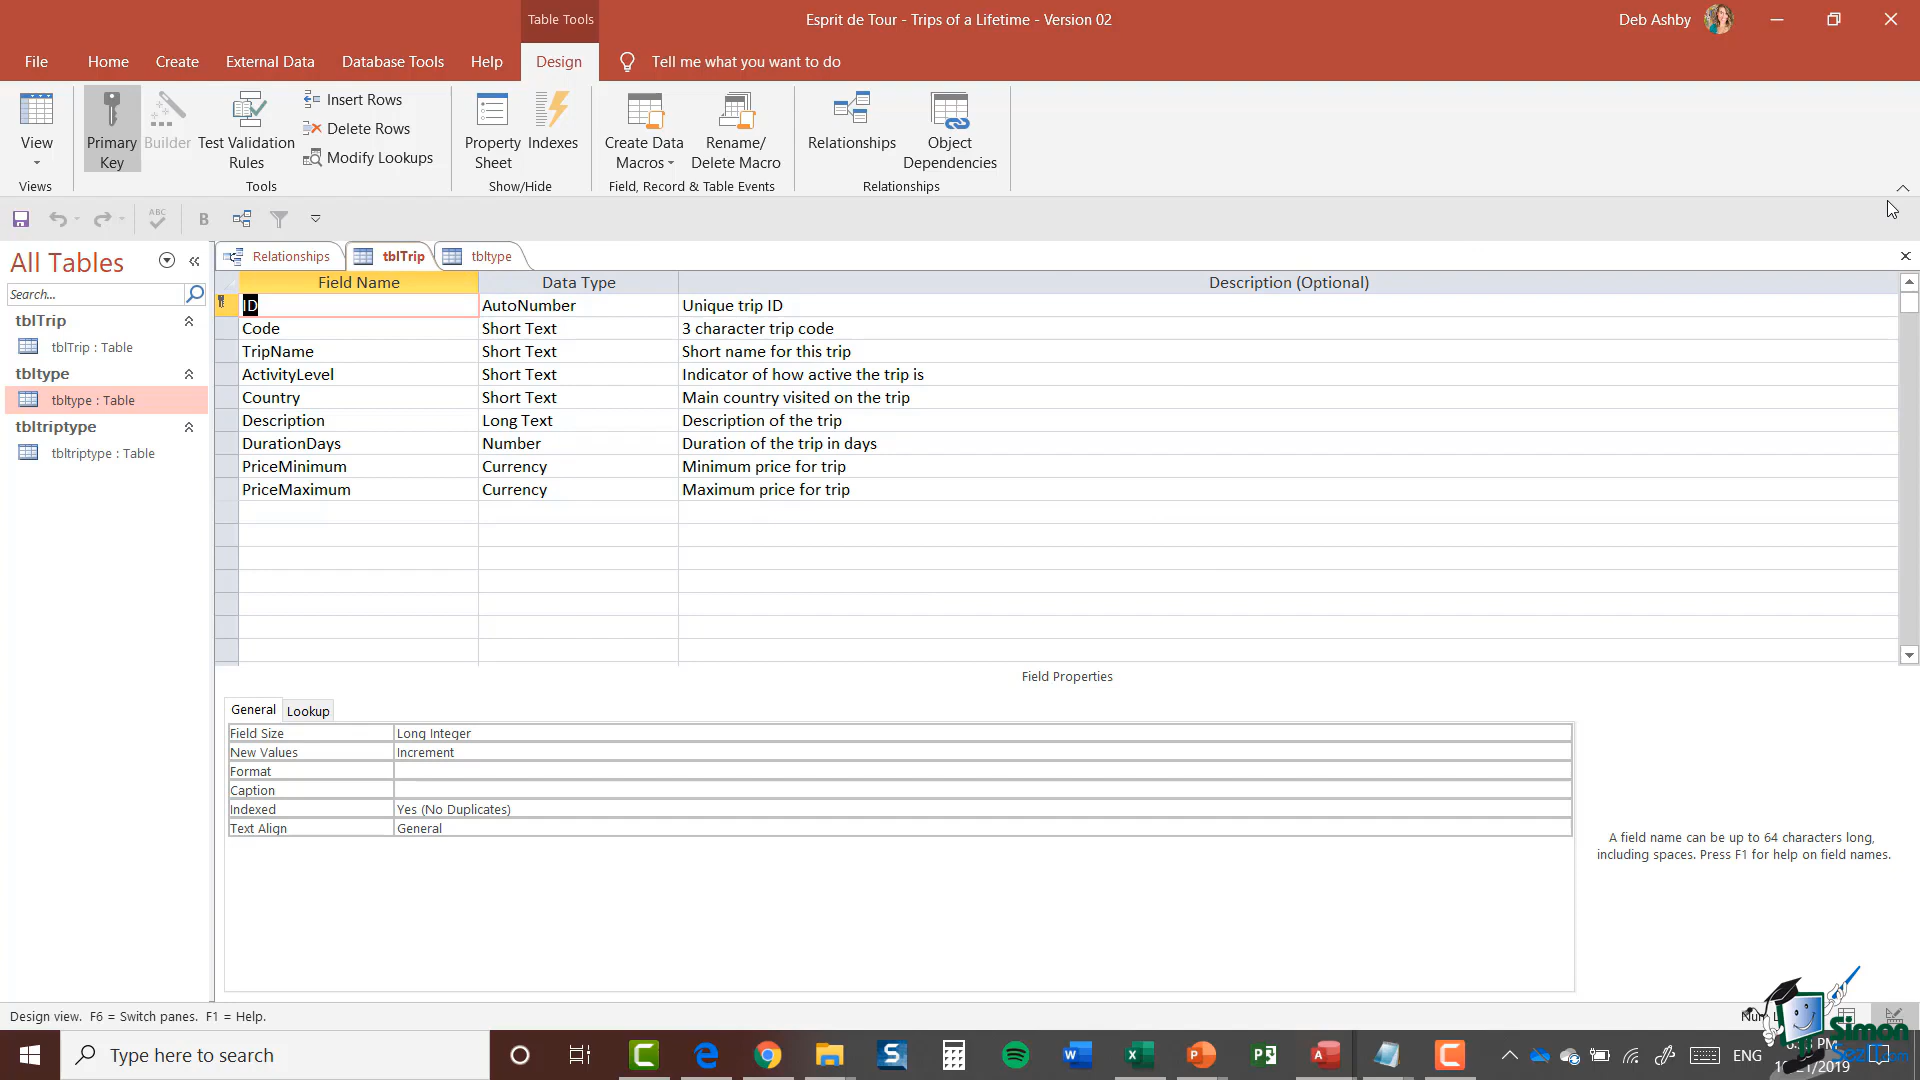 Table Tools
Esprit de Tour - Trips of a Lifetime - Version 02
Deb Ashby
File
Home
Create
External Data
Database Tools
Help
Design
Tell me what you want to do
View
Primary Key
Builder
Test Validation Rules
Insert Rows
Delete Rows
Modify Lookups
Property Sheet
Indexes
Create Data Macros
Rename/ Delete Macro
Relationships
Object Dependencies
Views
Tools
Show/Hide
Field, Record & Table Events
Relationships
ABC
B
All Tables
Search...
tblTrip
tblTrip : Table
tbltype
tbltype : Table
tbltriptype
tbltriptype : Table
Relationships
tblTrip
tbltype
Field Name
Data Type
Description (Optional)
ID AutoNumber Unique trip ID
Code Short Text 3 character trip code
TripName Short Text Short name for this trip
ActivityLevel Short Text Indicator of how active the trip is
Country Short Text Main country visited on the trip
Description Long Text Description of the trip
DurationDays Number Duration of the trip in days
PriceMinimum Currency Minimum price for trip
PriceMaximum Currency Maximum price for trip
Field Properties
General
Lookup
Field Size Long Integer
New Values Increment
Format
Caption
Indexed Yes (No Duplicates)
Text Align General
A field name can be up to 64 characters long,
including spaces. Press F1 for help on field names.
Design view. F6 = Switch panes. F1 = Help.
Simon
SezIT.com
Type here to search
ENG
PM